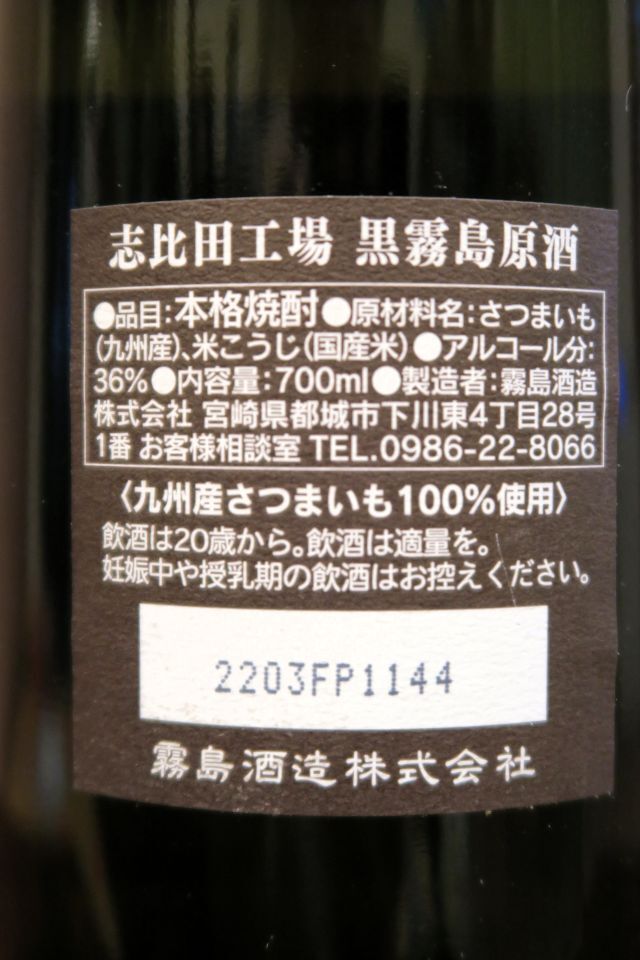 志比田工場 黒霧島原酒
●品目:本格焼酎●原材料名:さつまいも
(九州産)、米こうじ(国産米)●アルコール分:
36%●内容量:700ml●製造者:霧島酒造
株式会社 宮崎県都城市下川東4丁目28号
1番 お客様相談室 TEL.0986-22-8066
〈九州産さつまいも100%使用〉
飲酒は20歳から。飲酒は適量を。
妊娠中や授乳期の飲酒はお控えください。
2203FP1144
霧島酒造株式会社